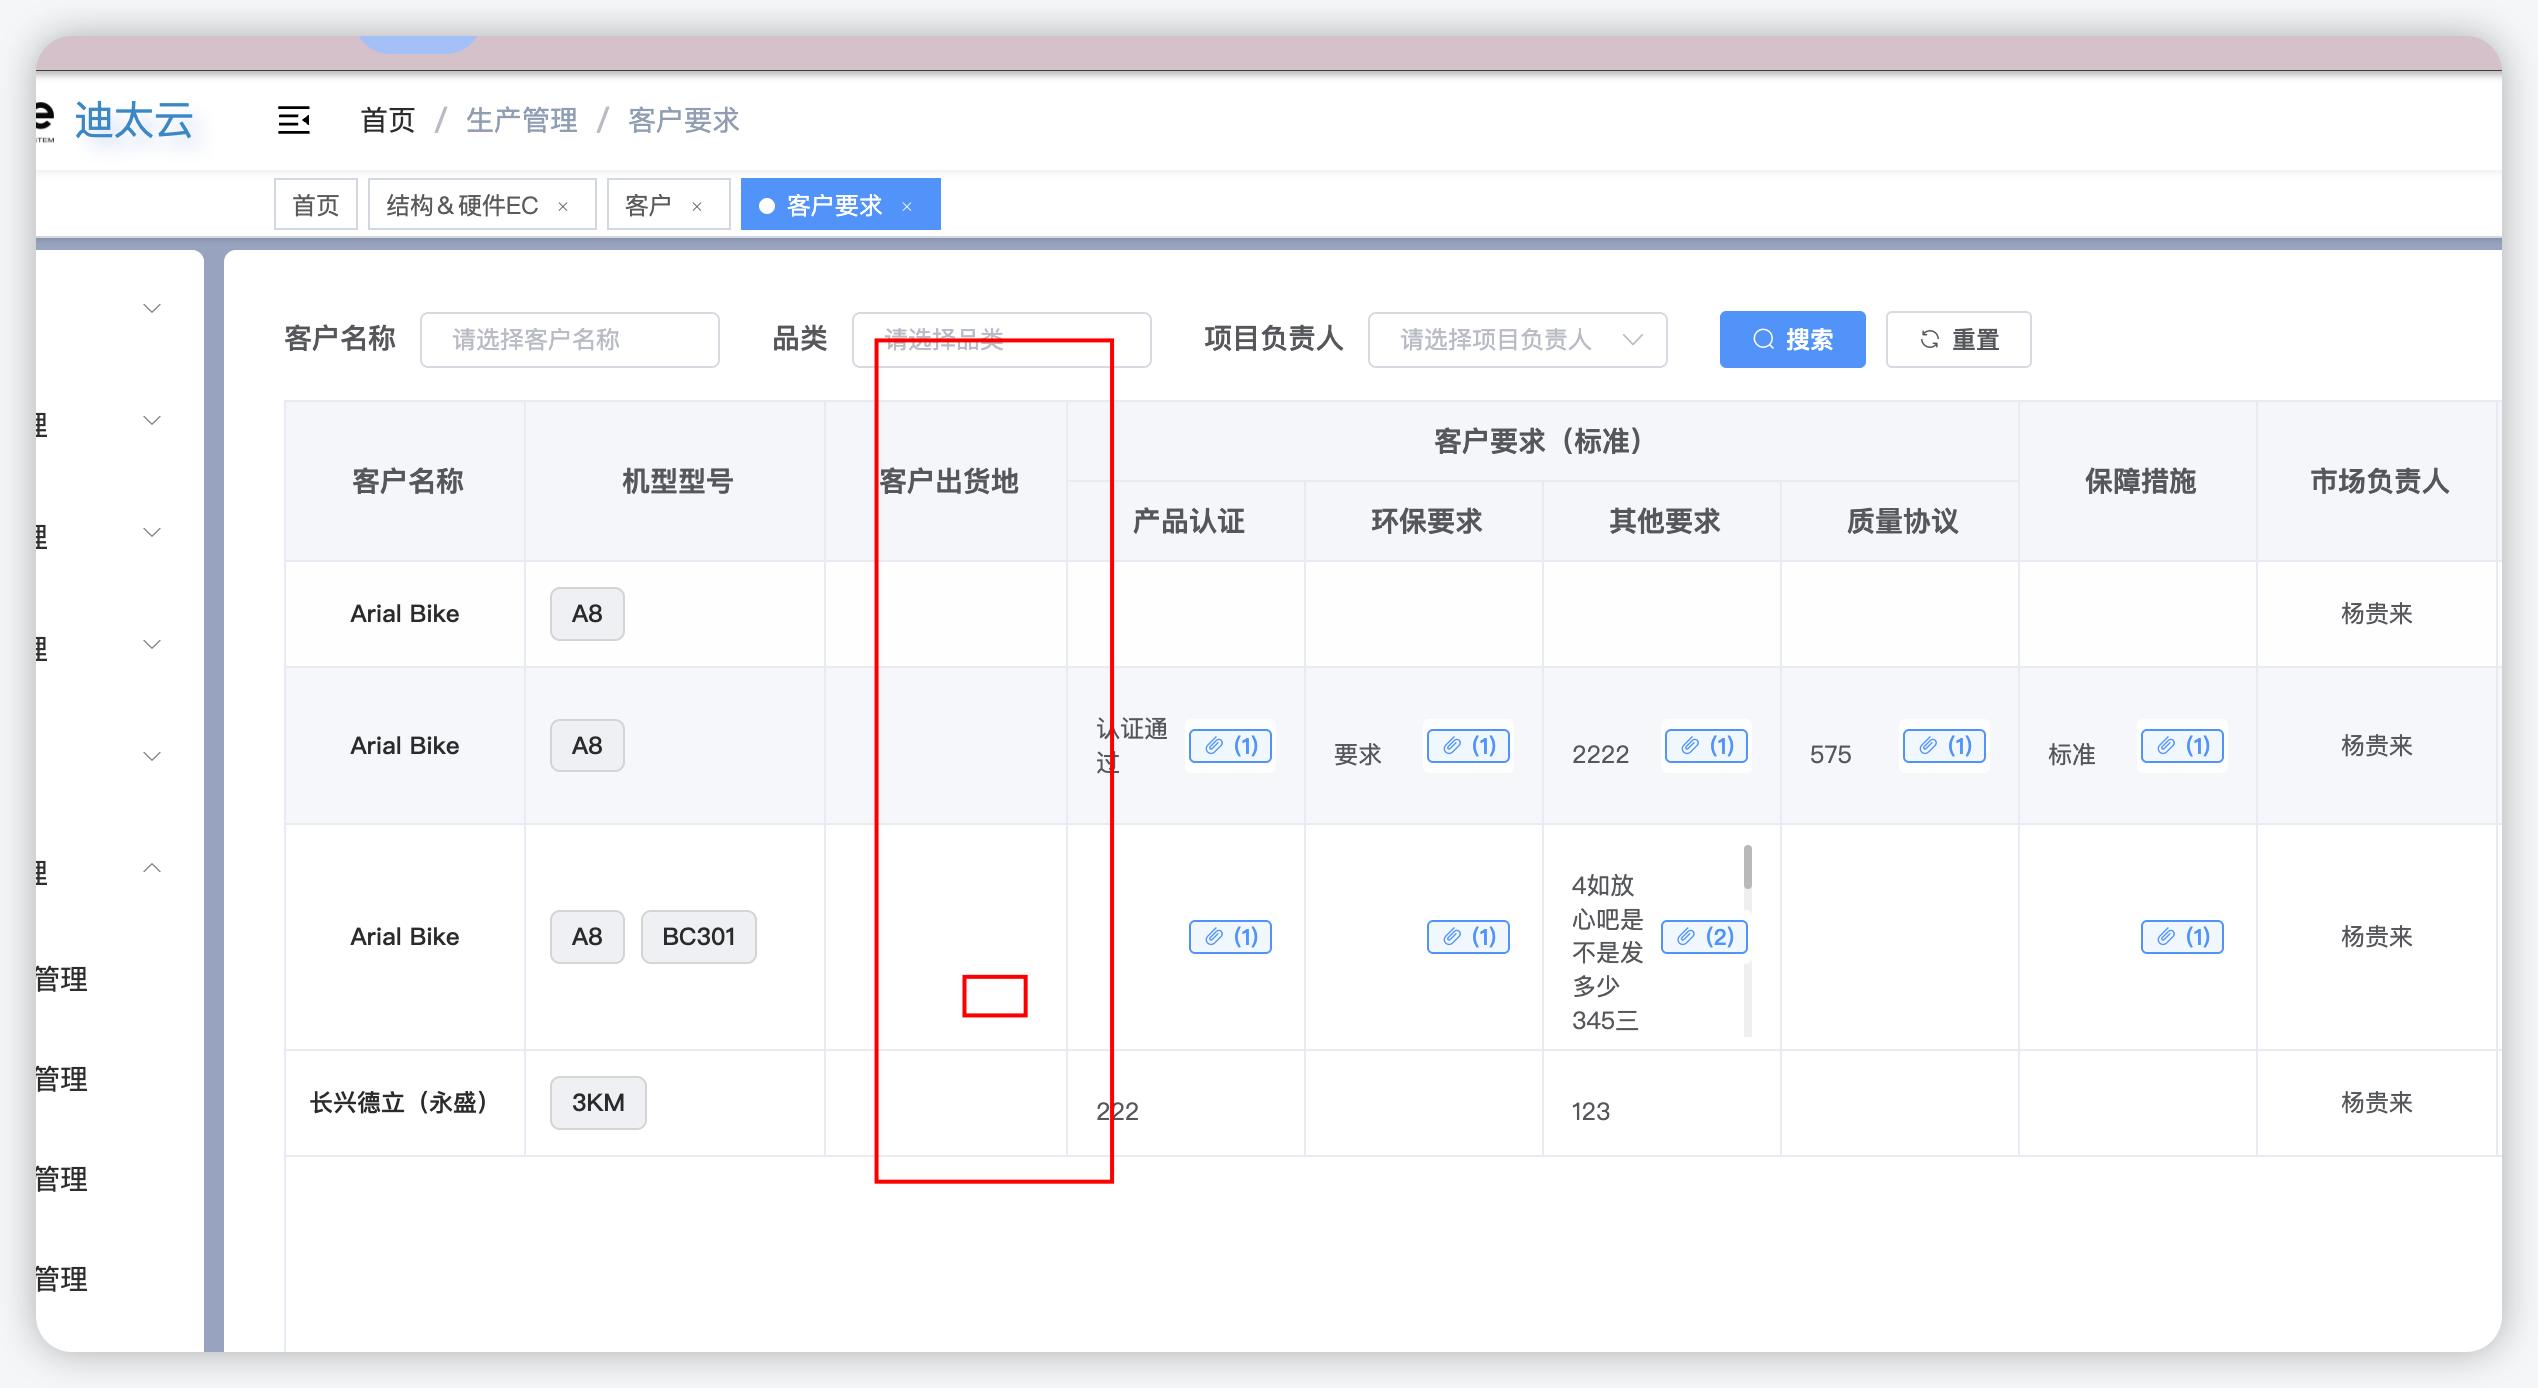 迪太云
首页 / 生产管理 / 客户要求
首页
结构&硬件EC ×
客户 ×
客户要求 ×
客户名称 请选择客户名称 品类 请选择品类 项目负责人 请选择项目负责人 搜索 重置
客户名称 机型型号 客户出货地 客户要求（标准） 保障措施 市场负责人
产品认证 环保要求 其他要求 质量协议
Arial Bike A8 杨贵来
Arial Bike A8 认证通过 (1) 要求 (1) 2222 (1) 575 (1) 标准 (1) 杨贵来
Arial Bike A8 BC301 (1) (1) 4如放
心吧是
不是发
多少
345三
(2) (1) 杨贵来
长兴德立（永盛） 3KM 222 123 杨贵来
理
理
理
理
管理
管理
管理
管理